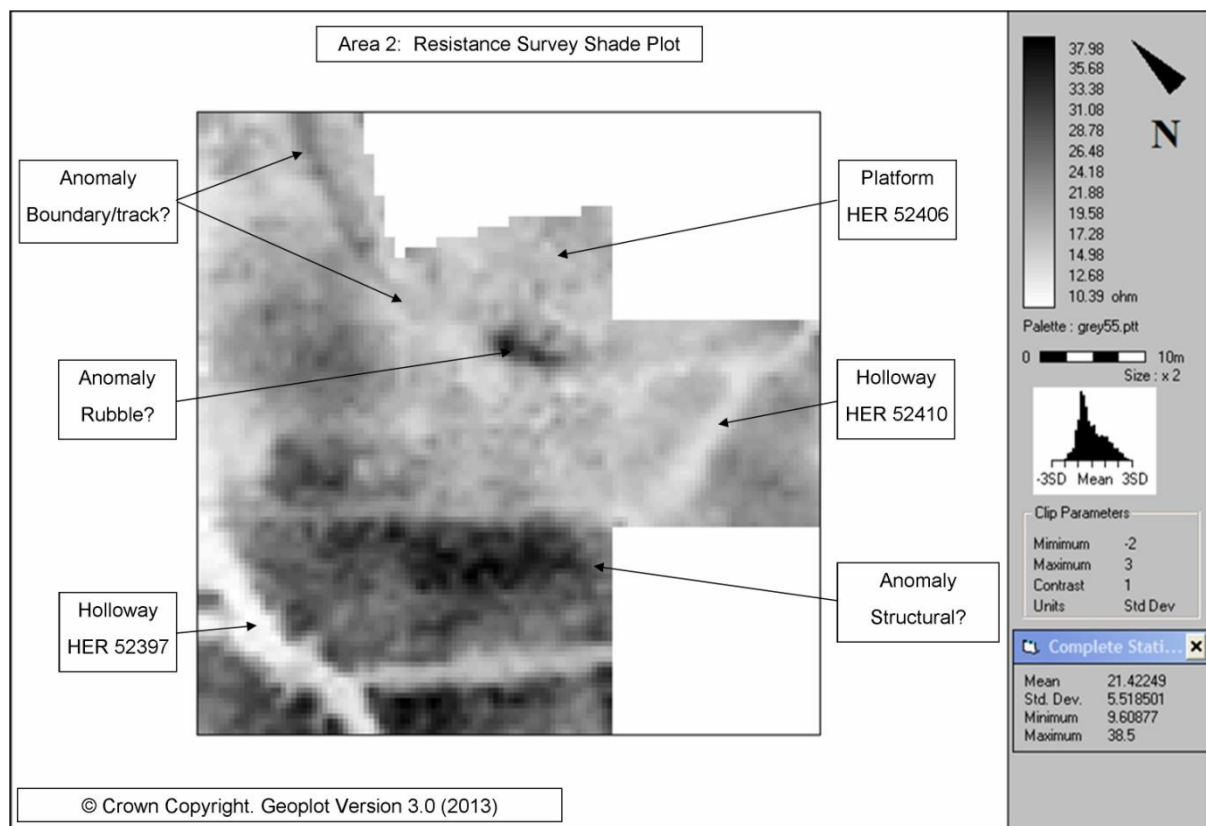 Area 2: Resistance Survey Shade Plot
Anomaly
Boundary/track?
Platform
HER 52406
Anomaly
Rubble?
Holloway
HER 52410
Holloway
HER 52397
Anomaly
Structural?
© Crown Copyright. Geoplot Version 3.0 (2013)
37.98
35.68
33.38
31.08
28.78
26.48
24.18
21.88
19.58
17.28
14.98
12.68
10.39 ohm
N
Palette : grey55.ptt
0 10m
Size : x 2
-3SD Mean 3SD
Clip Parameters
Mimimum -2
Maximum 3
Contrast 1
Units Std Dev
Complete Stati...
Mean 21.42249
Std. Dev. 5.518501
Minimum 9.60877
Maximum 38.5